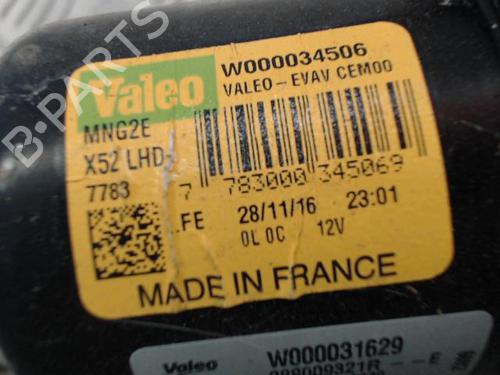 Valeo
W000034506
VALEO-EVAV CEM00
MNG2E
X52 LHD
7783
7 783000 345069
FE 28/11/16 23:01
0L 0C 12V
MADE IN FRANCE
Valeo W000031629
B